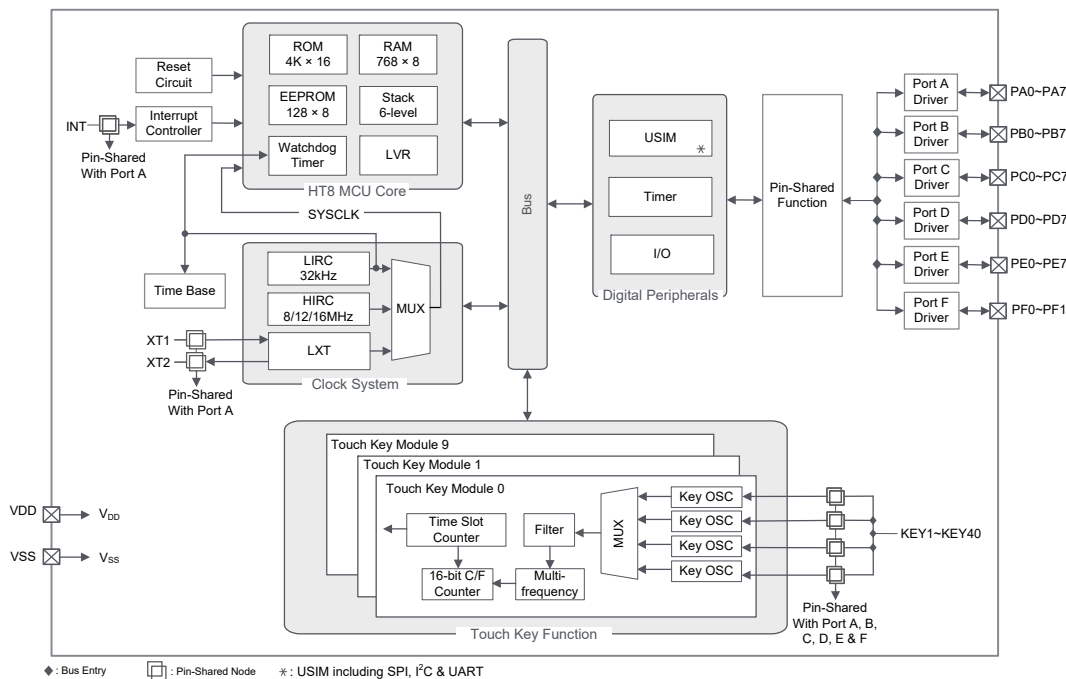 ROM
4K × 16
RAM
768 × 8
Reset
Circuit
EEPROM
128 × 8
Stack
6-level
INT
Interrupt
Controller
Pin-Shared
With Port A
Watchdog
Timer
LVR
HT8 MCU Core
SYSCLK
LIRC
32kHz
HIRC
8/12/16MHz
LXT
MUX
Clock System
Time Base
XT1
XT2
Pin-Shared
With Port A
Bus
USIM
*
Timer
I/O
Digital Peripherals
Pin-Shared
Function
Port A
Driver
PA0~PA7
Port B
Driver
PB0~PB7
Port C
Driver
PC0~PC7
Port D
Driver
PD0~PD7
Port E
Driver
PE0~PE7
Port F
Driver
PF0~PF1
Touch Key Module 9
Touch Key Module 1
Touch Key Module 0
Time Slot
Counter
Filter
MUX
16-bit C/F
Counter
Multi-
frequency
Key OSC
Key OSC
Key OSC
Key OSC
KEY1~KEY40
Pin-Shared
With Port A, B,
C, D, E & F
Touch Key Function
VDD
VDD
VSS
VSS
◆ : Bus Entry
: Pin-Shared Node
* : USIM including SPI, I²C & UART